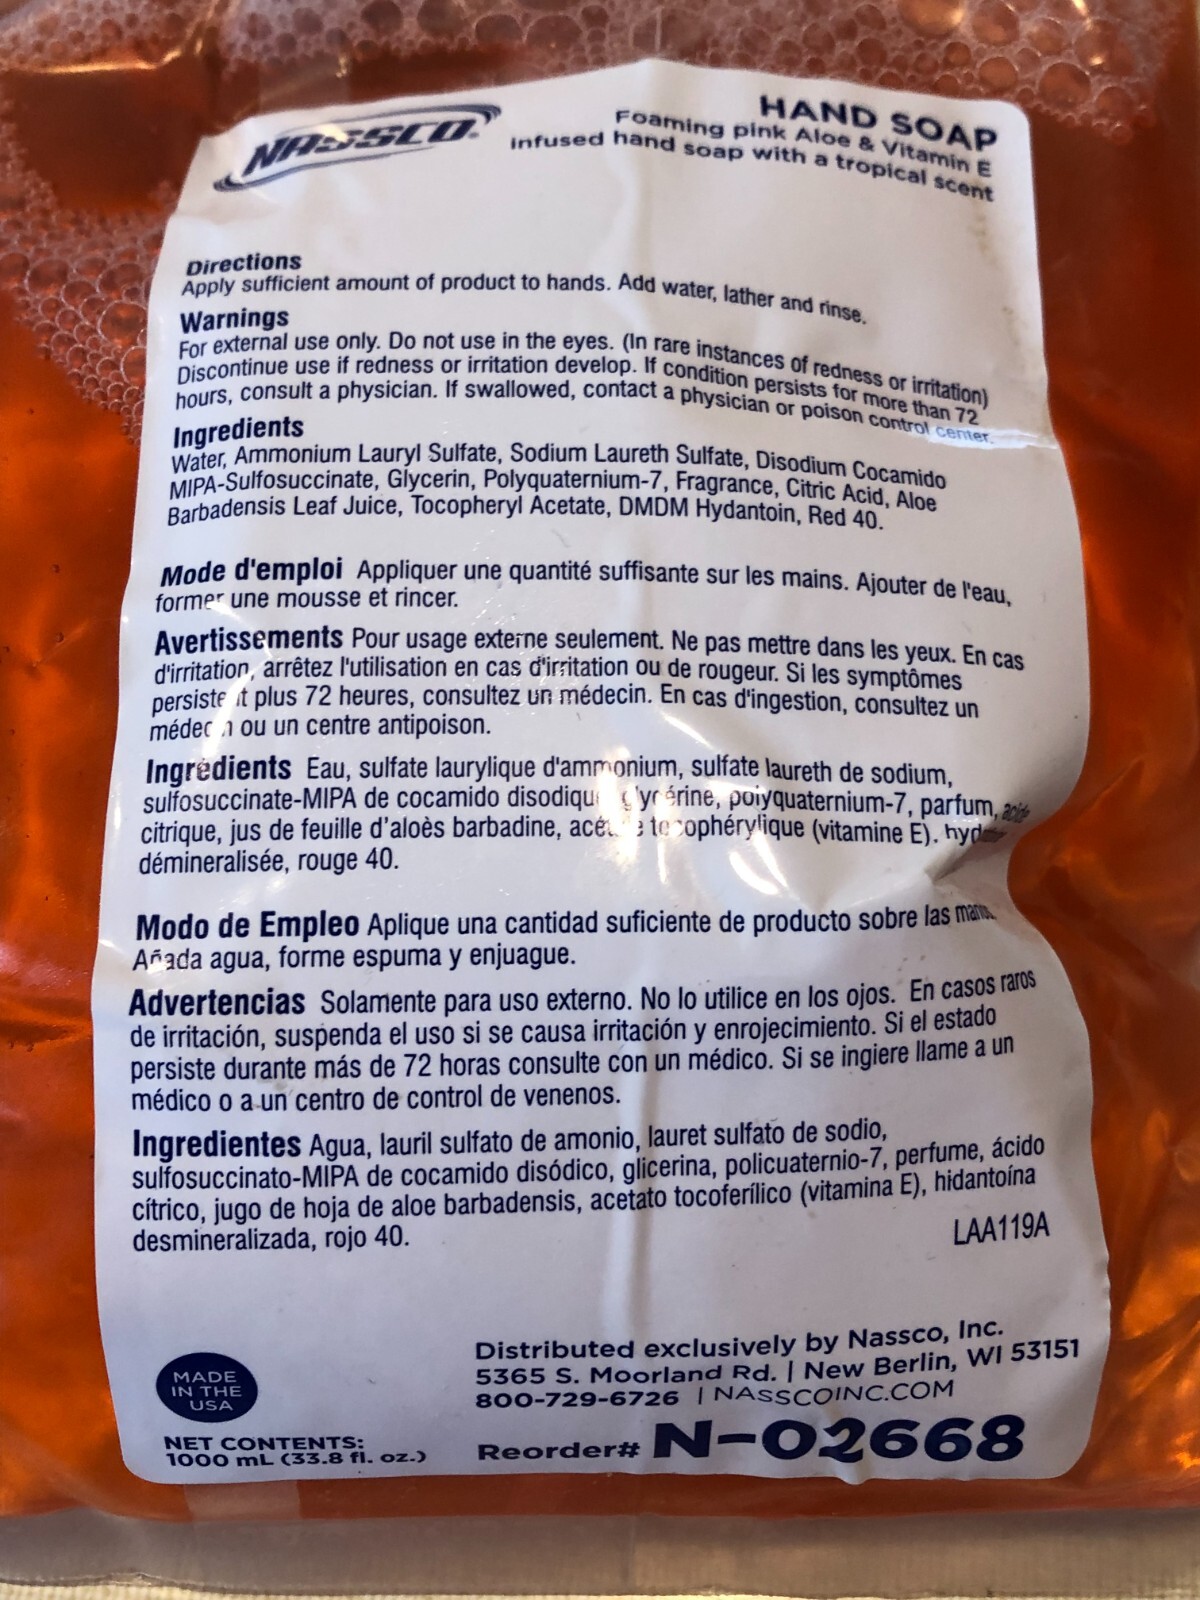 NASSCO®
HAND SOAP
Foaming pink Aloe & Vitamin E
Infused hand soap with a tropical scent
Directions
Apply sufficient amount of product to hands. Add water, lather and rinse.
Warnings
For external use only. Do not use in the eyes. (In rare instances of redness or irritation)
Discontinue use if redness or irritation develop. If condition persists for more than 72
hours, consult a physician. If swallowed, contact a physician or poison control center.
Ingredients
Water, Ammonium Lauryl Sulfate, Sodium Laureth Sulfate, Disodium Cocamido
MIPA-Sulfosuccinate, Glycerin, Polyquaternium-7, Fragrance, Citric Acid, Aloe
Barbadensis Leaf Juice, Tocopheryl Acetate, DMDM Hydantoin, Red 40.
Mode d'emploi Appliquer une quantité suffisante sur les mains. Ajouter de l'eau,
former une mousse et rincer.
Avertissements Pour usage externe seulement. Ne pas mettre dans les yeux. En cas
d'irritation, arrêtez l'utilisation en cas d'irritation ou de rougeur. Si les symptômes
persistent plus 72 heures, consultez un médecin. En cas d'ingestion, consultez un
médecin ou un centre antipoison.
Ingrédients Eau, sulfate laurylique d'ammonium, sulfate laureth de sodium,
sulfosuccinate-MIPA de cocamido disodique, glycérine, polyquaternium-7, parfum, acide
citrique, jus de feuille d'aloès barbadine, acétate tocophérylique (vitamine E).
démineralisée, rouge 40.
Modo de Empleo Aplique una cantidad suficiente de producto sobre las manos.
Añada agua, forme espuma y enjuague.
Advertencias Solamente para uso externo. No lo utilice en los ojos. En casos raros
de irritación, suspenda el uso si se causa irritación y enrojecimiento. Si el estado
persiste durante más de 72 horas consulte con un médico. Si se ingiere llame a un
médico o a un centro de control de venenos.
Ingredientes Agua, lauril sulfato de amonio, lauret sulfato de sodio,
sulfosuccinato-MIPA de cocamido disódico, glicerina, policuaternio-7, perfume, ácido
cítrico, jugo de hoja de aloe barbadensis, acetato tocoferílico (vitamina E), hidantoína
desmineralizada, rojo 40.
LAA119A
MADE
IN THE
USA
NET CONTENTS:
1000 mL (33.8 fl. oz.)
Distributed exclusively by Nassco, Inc.
5365 S. Moorland Rd. | New Berlin, WI 53151
800-729-6726 | NASSCOINC.COM
Reorder# N-02668